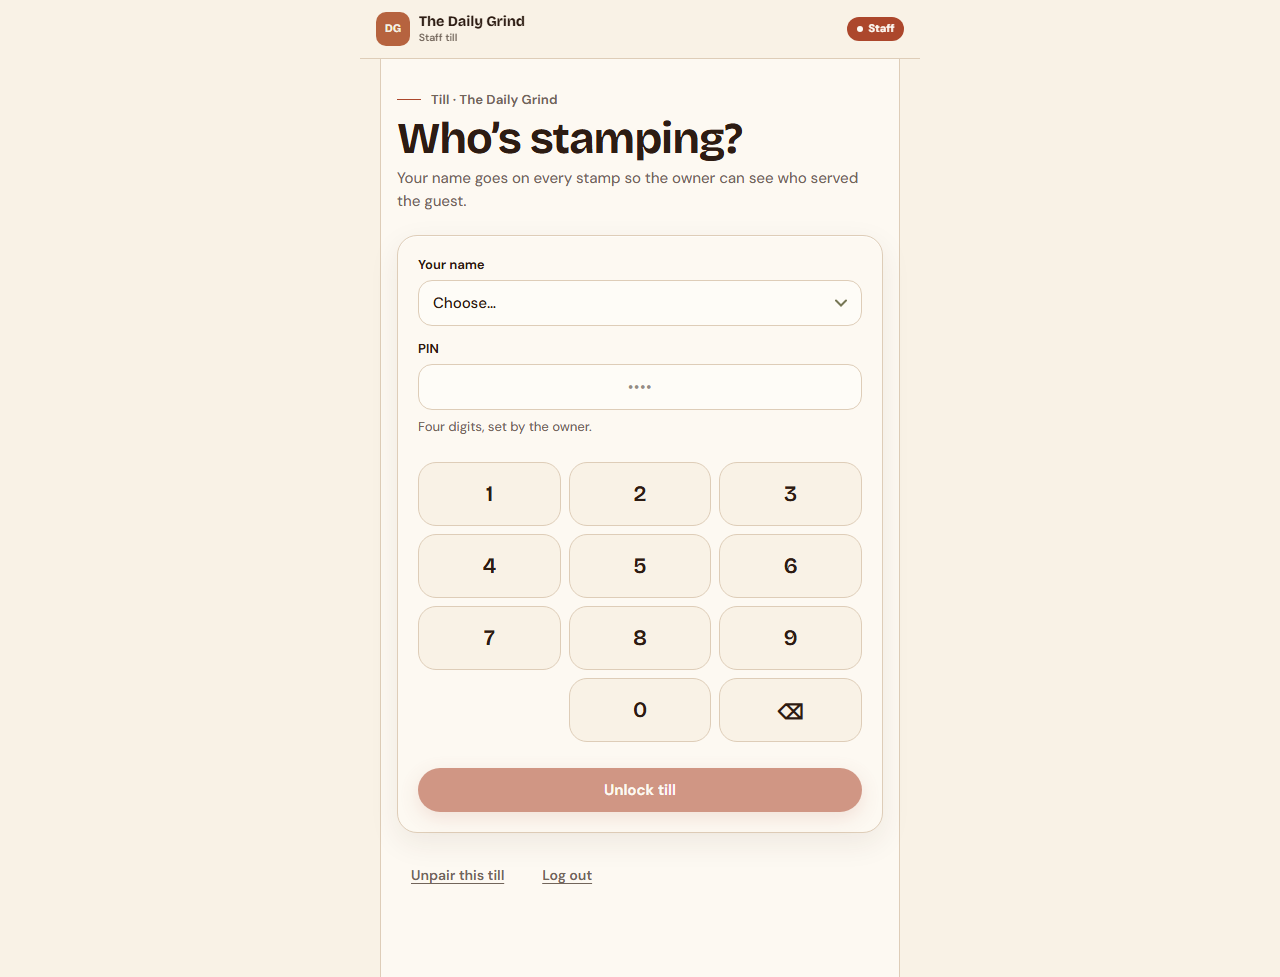 DG
The Daily Grind
Staff till
Staff
Till · The Daily Grind
Who’s stamping?
Your name goes on every stamp so the owner can see who served
the guest.
Your name
Choose…
PIN
••••
Four digits, set by the owner.
1 2 3
4 5 6
7 8 9
0 ⌫
Unlock till
Unpair this till Log out